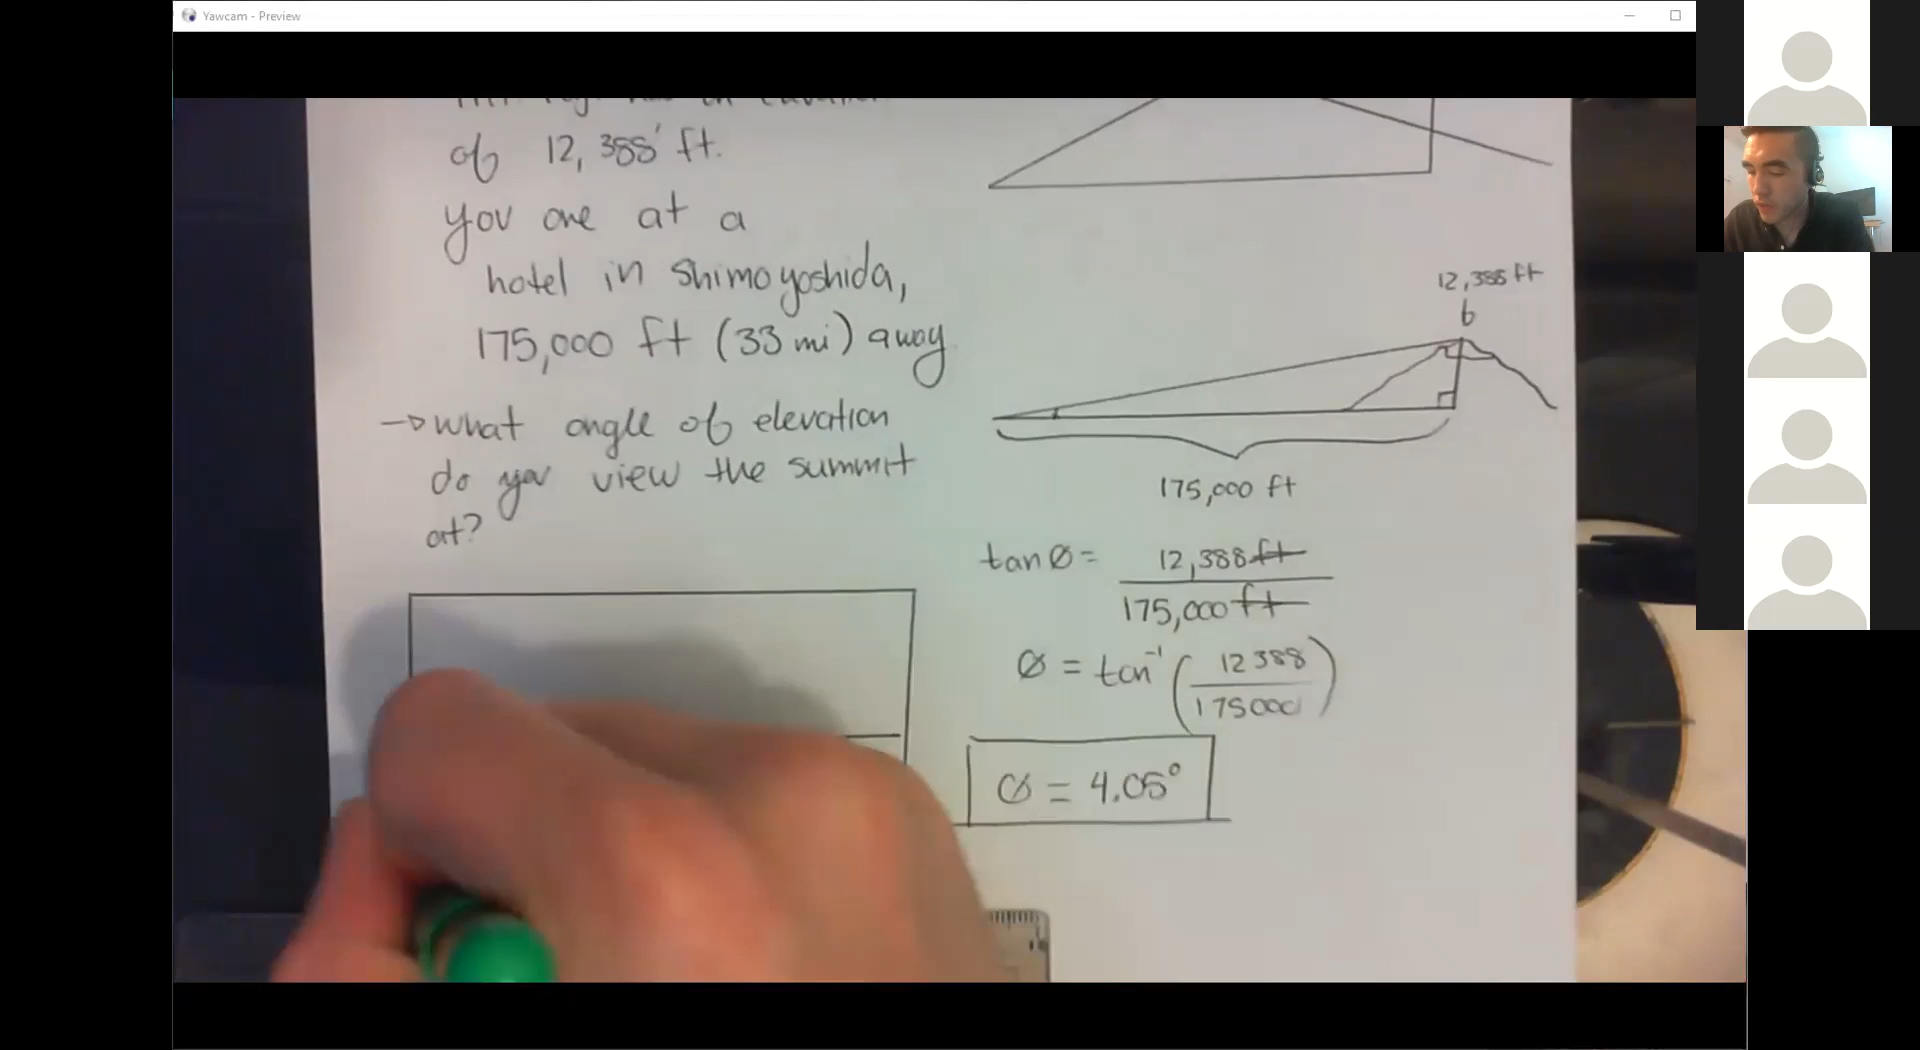 Yawcam - Preview
of 12,388' ft.
you are at a
hotel in Shimoyoshida,
175,000 ft (33 mi) away
→ what angle of elevation
do you view the summit
at?
12,388 ft
175,000 ft
tan Ø = 12,388 ft
175,000 ft
Ø = tan⁻¹ ( 12388
175000 )
Ø = 4.05°